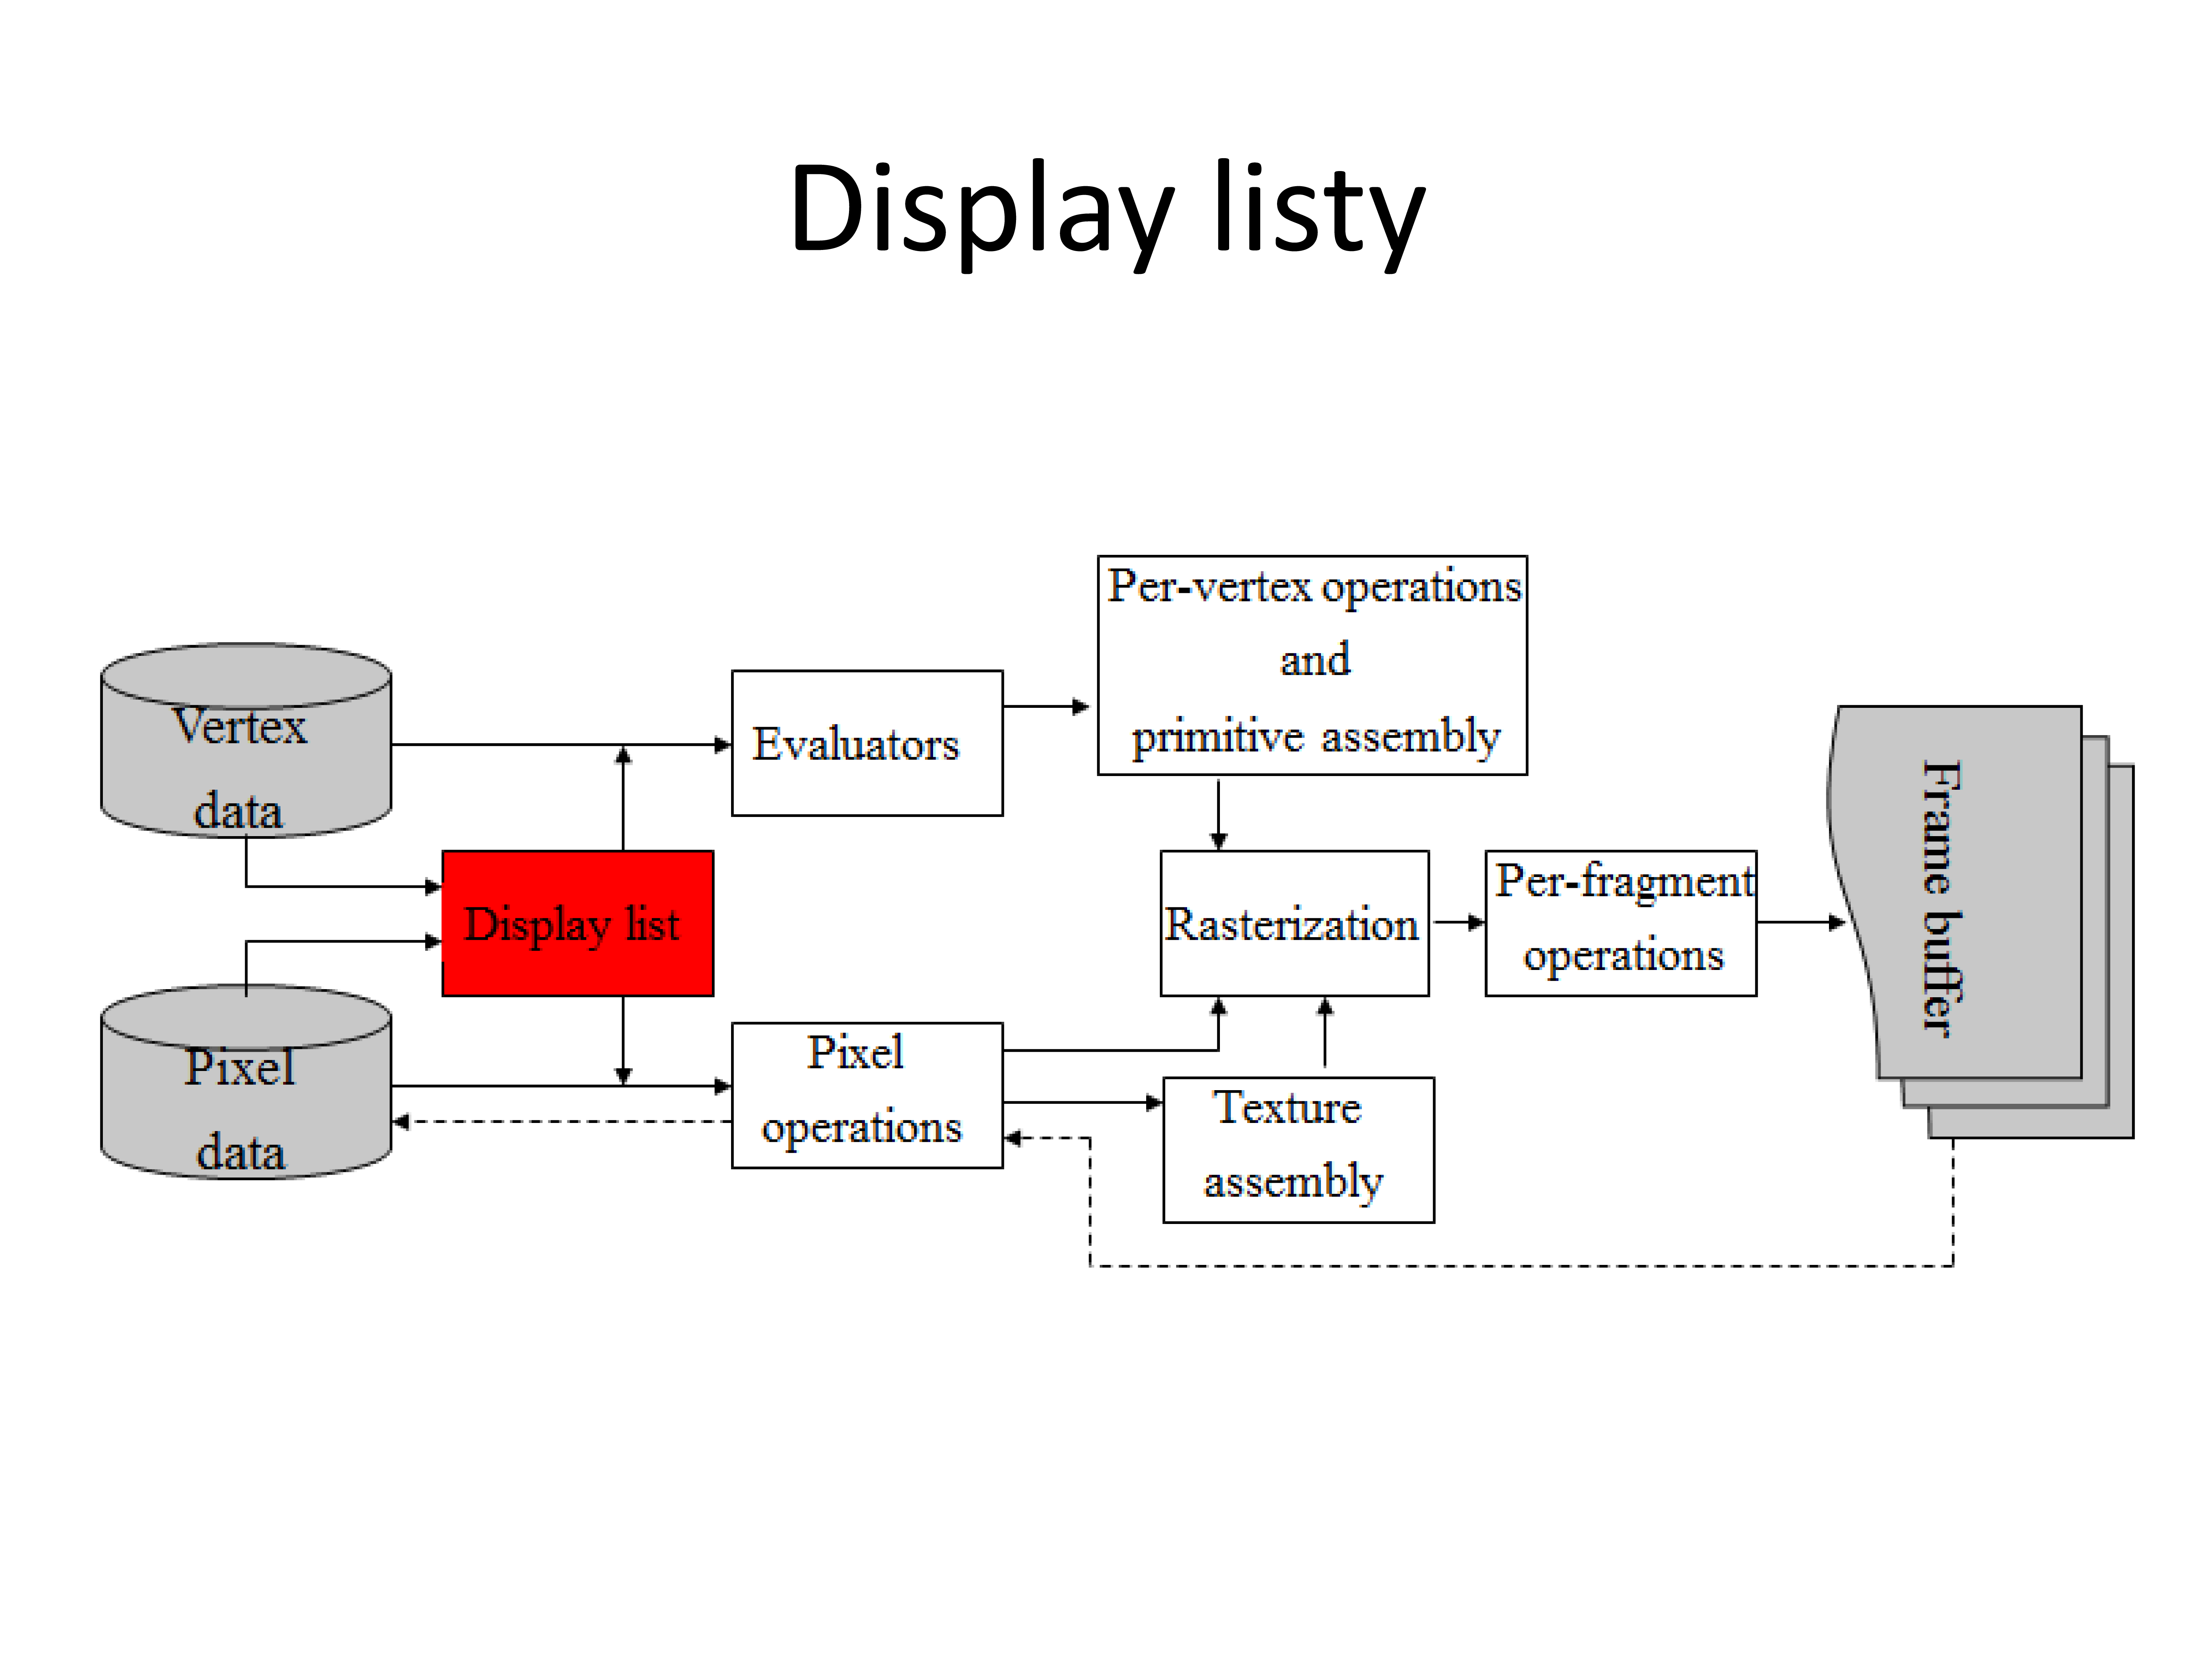 Display listy
Per-vertex operations
and
primitive assembly
Vertex
data
Evaluators
Display list
Rasterization
Per-fragment
operations
Frame buffer
Pixel
data
Pixel
operations
Texture
assembly